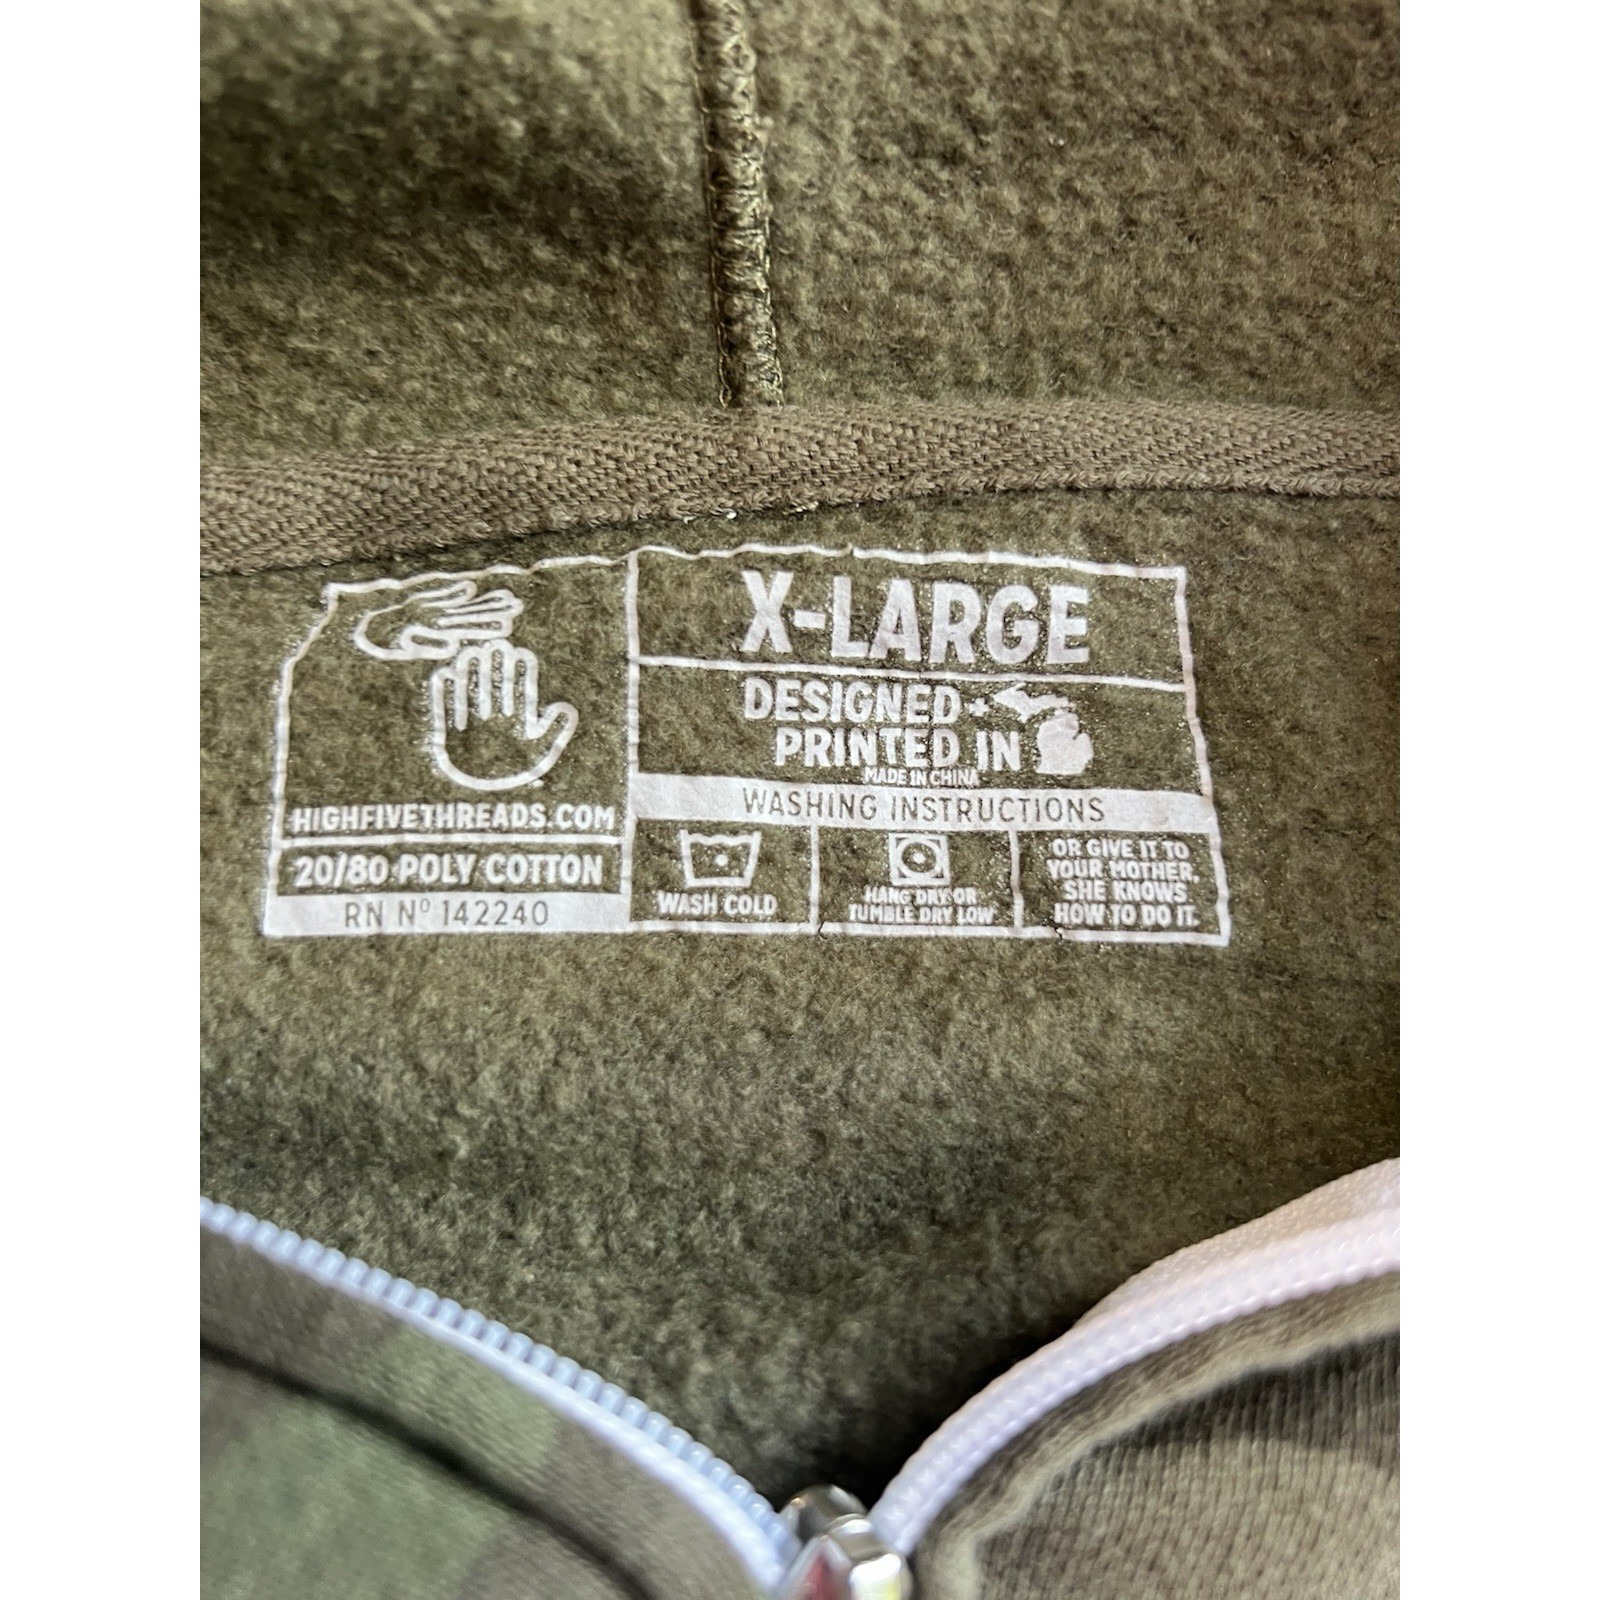 X-LARGE
DESIGNED +
PRINTED IN
MADE IN CHINA
HIGHFIVETHREADS.COM
20/80 POLY COTTON
RN Nº 142240
WASHING INSTRUCTIONS
WASH COLD
HANG DRY OR
TUMBLE DRY LOW
OR GIVE IT TO
YOUR MOTHER,
SHE KNOWS
HOW TO DO IT.